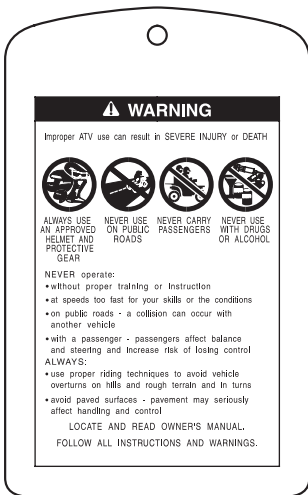 WARNING
Improper ATV use can result in SEVERE INJURY or DEATH
ALWAYS USE
AN APPROVED
HELMET AND
PROTECTIVE
GEAR
NEVER USE
ON PUBLIC
ROADS
NEVER CARRY
PASSENGERS
NEVER USE
WITH DRUGS
OR ALCOHOL
NEVER operate:
• without proper training or instruction
• at speeds too fast for your skills or the conditions
• on public roads - a collision can occur with
another vehicle
• with a passenger - passengers affect balance
and steering and increase risk of losing control
ALWAYS:
• use proper riding techniques to avoid vehicle
overturns on hills and rough terrain and in turns
• avoid paved surfaces - pavement may seriously
affect handling and control
LOCATE AND READ OWNER'S MANUAL.
FOLLOW ALL INSTRUCTIONS AND WARNINGS.